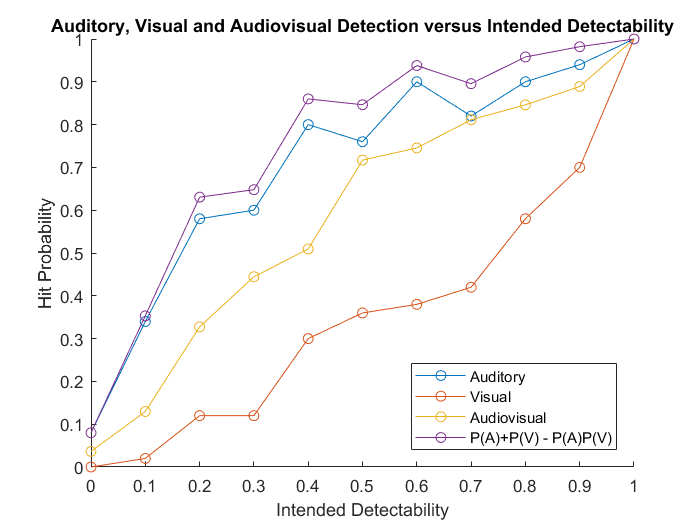 Auditory, Visual and Audiovisual Detection versus Intended Detectability
1
0.9
0.8
0.7
0.6
0.5
0.4
0.3
0.2
0.1
0
Hit Probability
Auditory
Visual
Audiovisual
P(A)+P(V) - P(A)P(V)
0 0.1 0.2 0.3 0.4 0.5 0.6 0.7 0.8 0.9 1
Intended Detectability